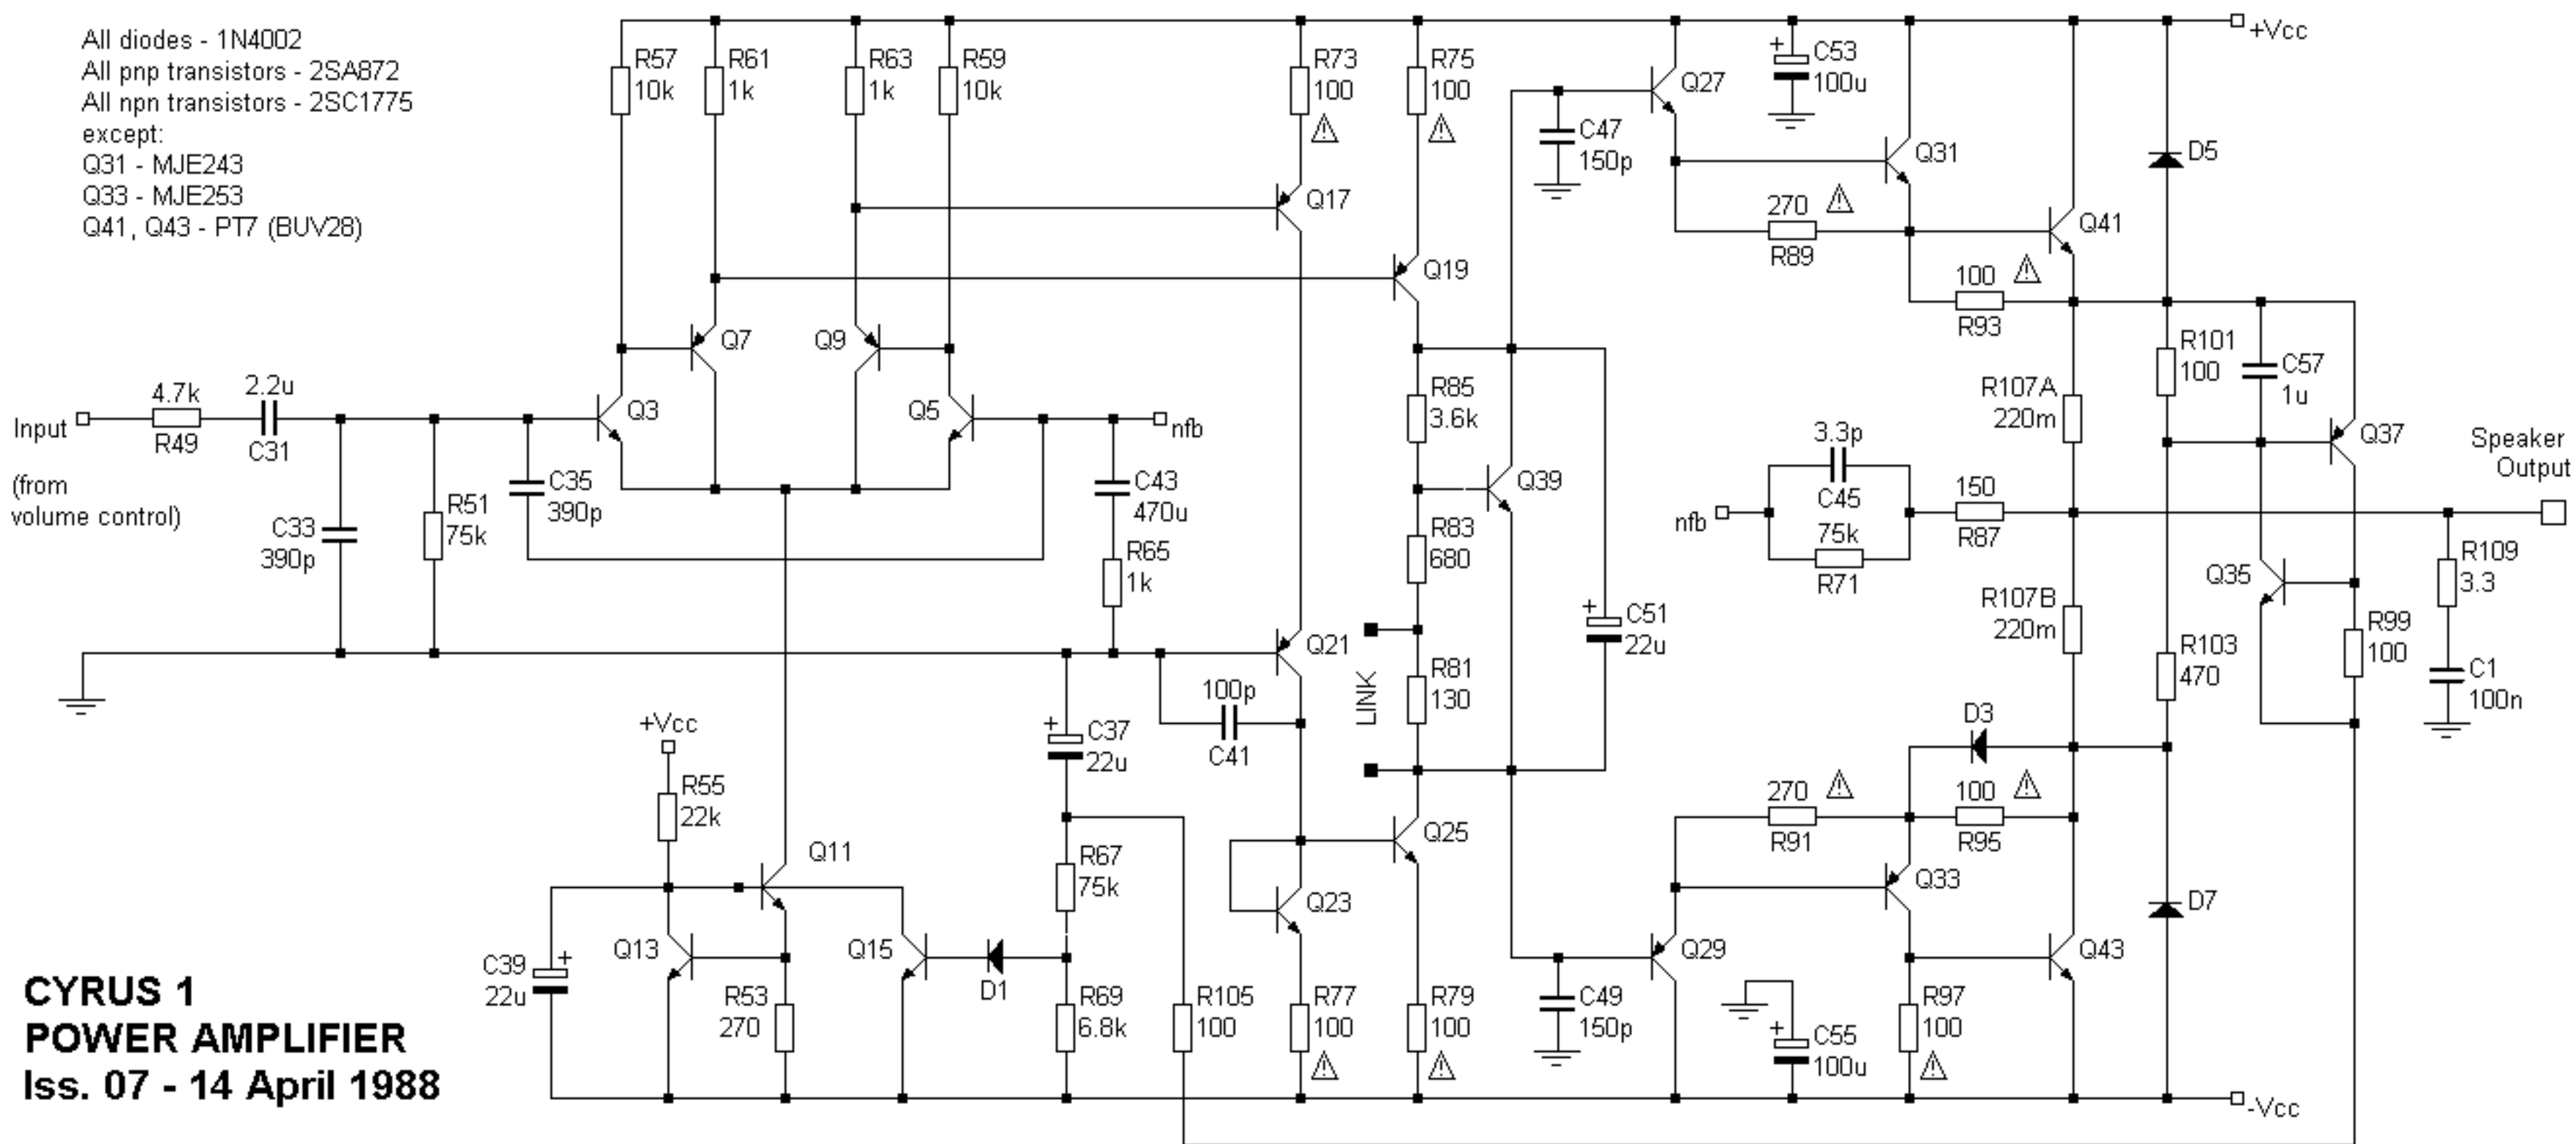 All diodes - 1N4002
All pnp transistors - 2SA872
All npn transistors - 2SC1775
except:
Q31 - MJE243
Q33 - MJE253
Q41, Q43 - PT7 (BUV28)
R57
10k
R61
1k
R63
1k
R59
10k
R73
100
R75
100
Q27
+
C53
100u
+Vcc
C47
150p
Q31
D5
Q17
270
R89
Q41
Q19
100
R93
Q7
Q9
R101
100
C57
1u
4.7k
R49
2.2u
C31
Input
(from
volume control)
Q3
Q5
nfb
R85
3.6k
R107A
220m
Q37
Speaker
Output
3.3p
C45
75k
R71
nfb
150
R87
C33
390p
R51
75k
C35
390p
C43
470u
R65
1k
Q39
R83
680
+
C51
22u
R107B
220m
Q35
R109
3.3
Q21
R103
470
R99
100
C1
100n
LINK
R81
130
100p
C41
+Vcc
+
C37
22u
D3
R55
22k
Q11
R67
75k
Q25
270
R91
100
R95
Q23
Q33
D7
C39
+
22u
Q13
Q15
D1
R53
270
R69
6.8k
R105
100
R77
100
R79
100
Q29
C49
150p
+
C55
100u
Q43
R97
100
-Vcc
CYRUS 1
POWER AMPLIFIER
Iss. 07 - 14 April 1988